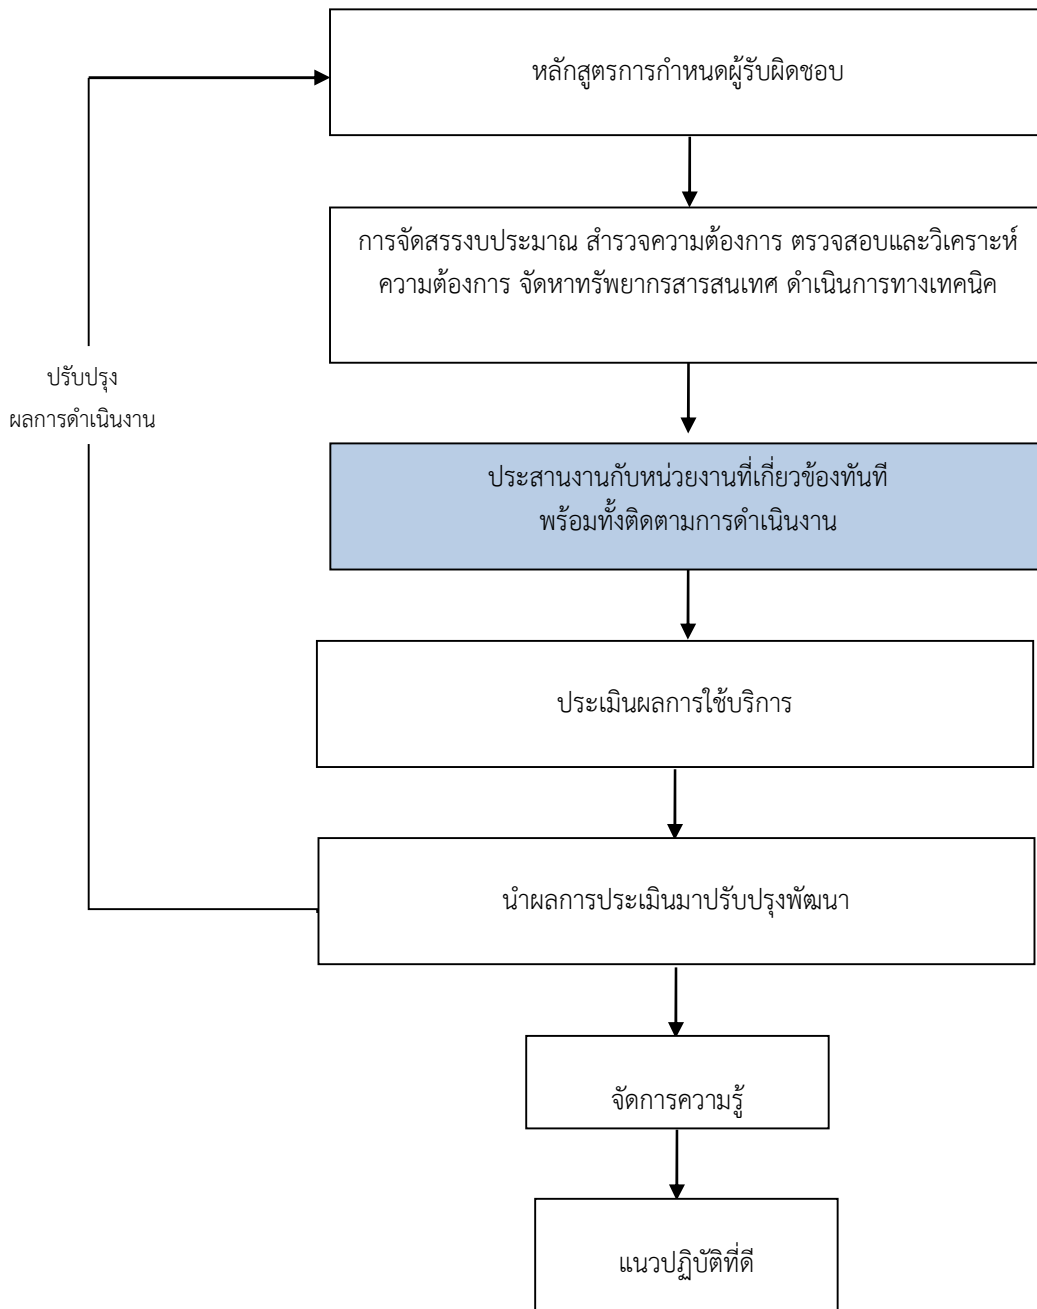 หลักสูตรการกำหนดผู้รับผิดชอบ
การจัดสรรงบประมาณ สำรวจความต้องการ ตรวจสอบและวิเคราะห์
ความต้องการ จัดหาทรัพยากรสารสนเทศ ดำเนินการทางเทคนิค
ปรับปรุง
ผลการดำเนินงาน
ประสานงานกับหน่วยงานที่เกี่ยวข้องทันที
พร้อมทั้งติดตามการดำเนินงาน
ประเมินผลการใช้บริการ
นำผลการประเมินมาปรับปรุงพัฒนา
จัดการความรู้
แนวปฏิบัติที่ดี